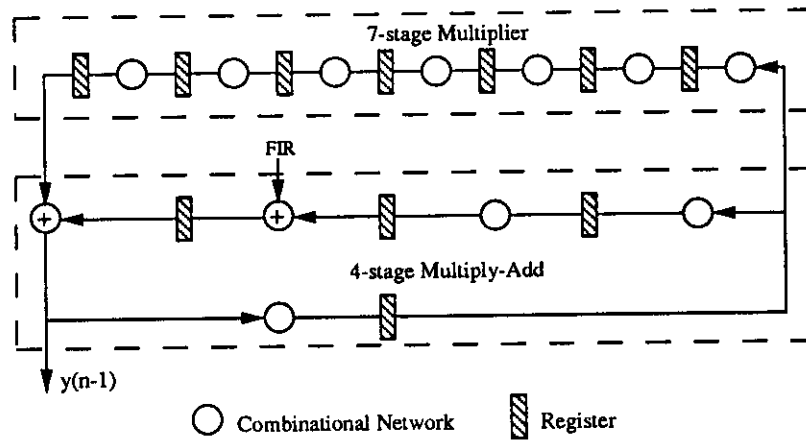 7-stage Multiplier
FIR
+
+
4-stage Multiply-Add
y(n-1)
Combinational Network
Register